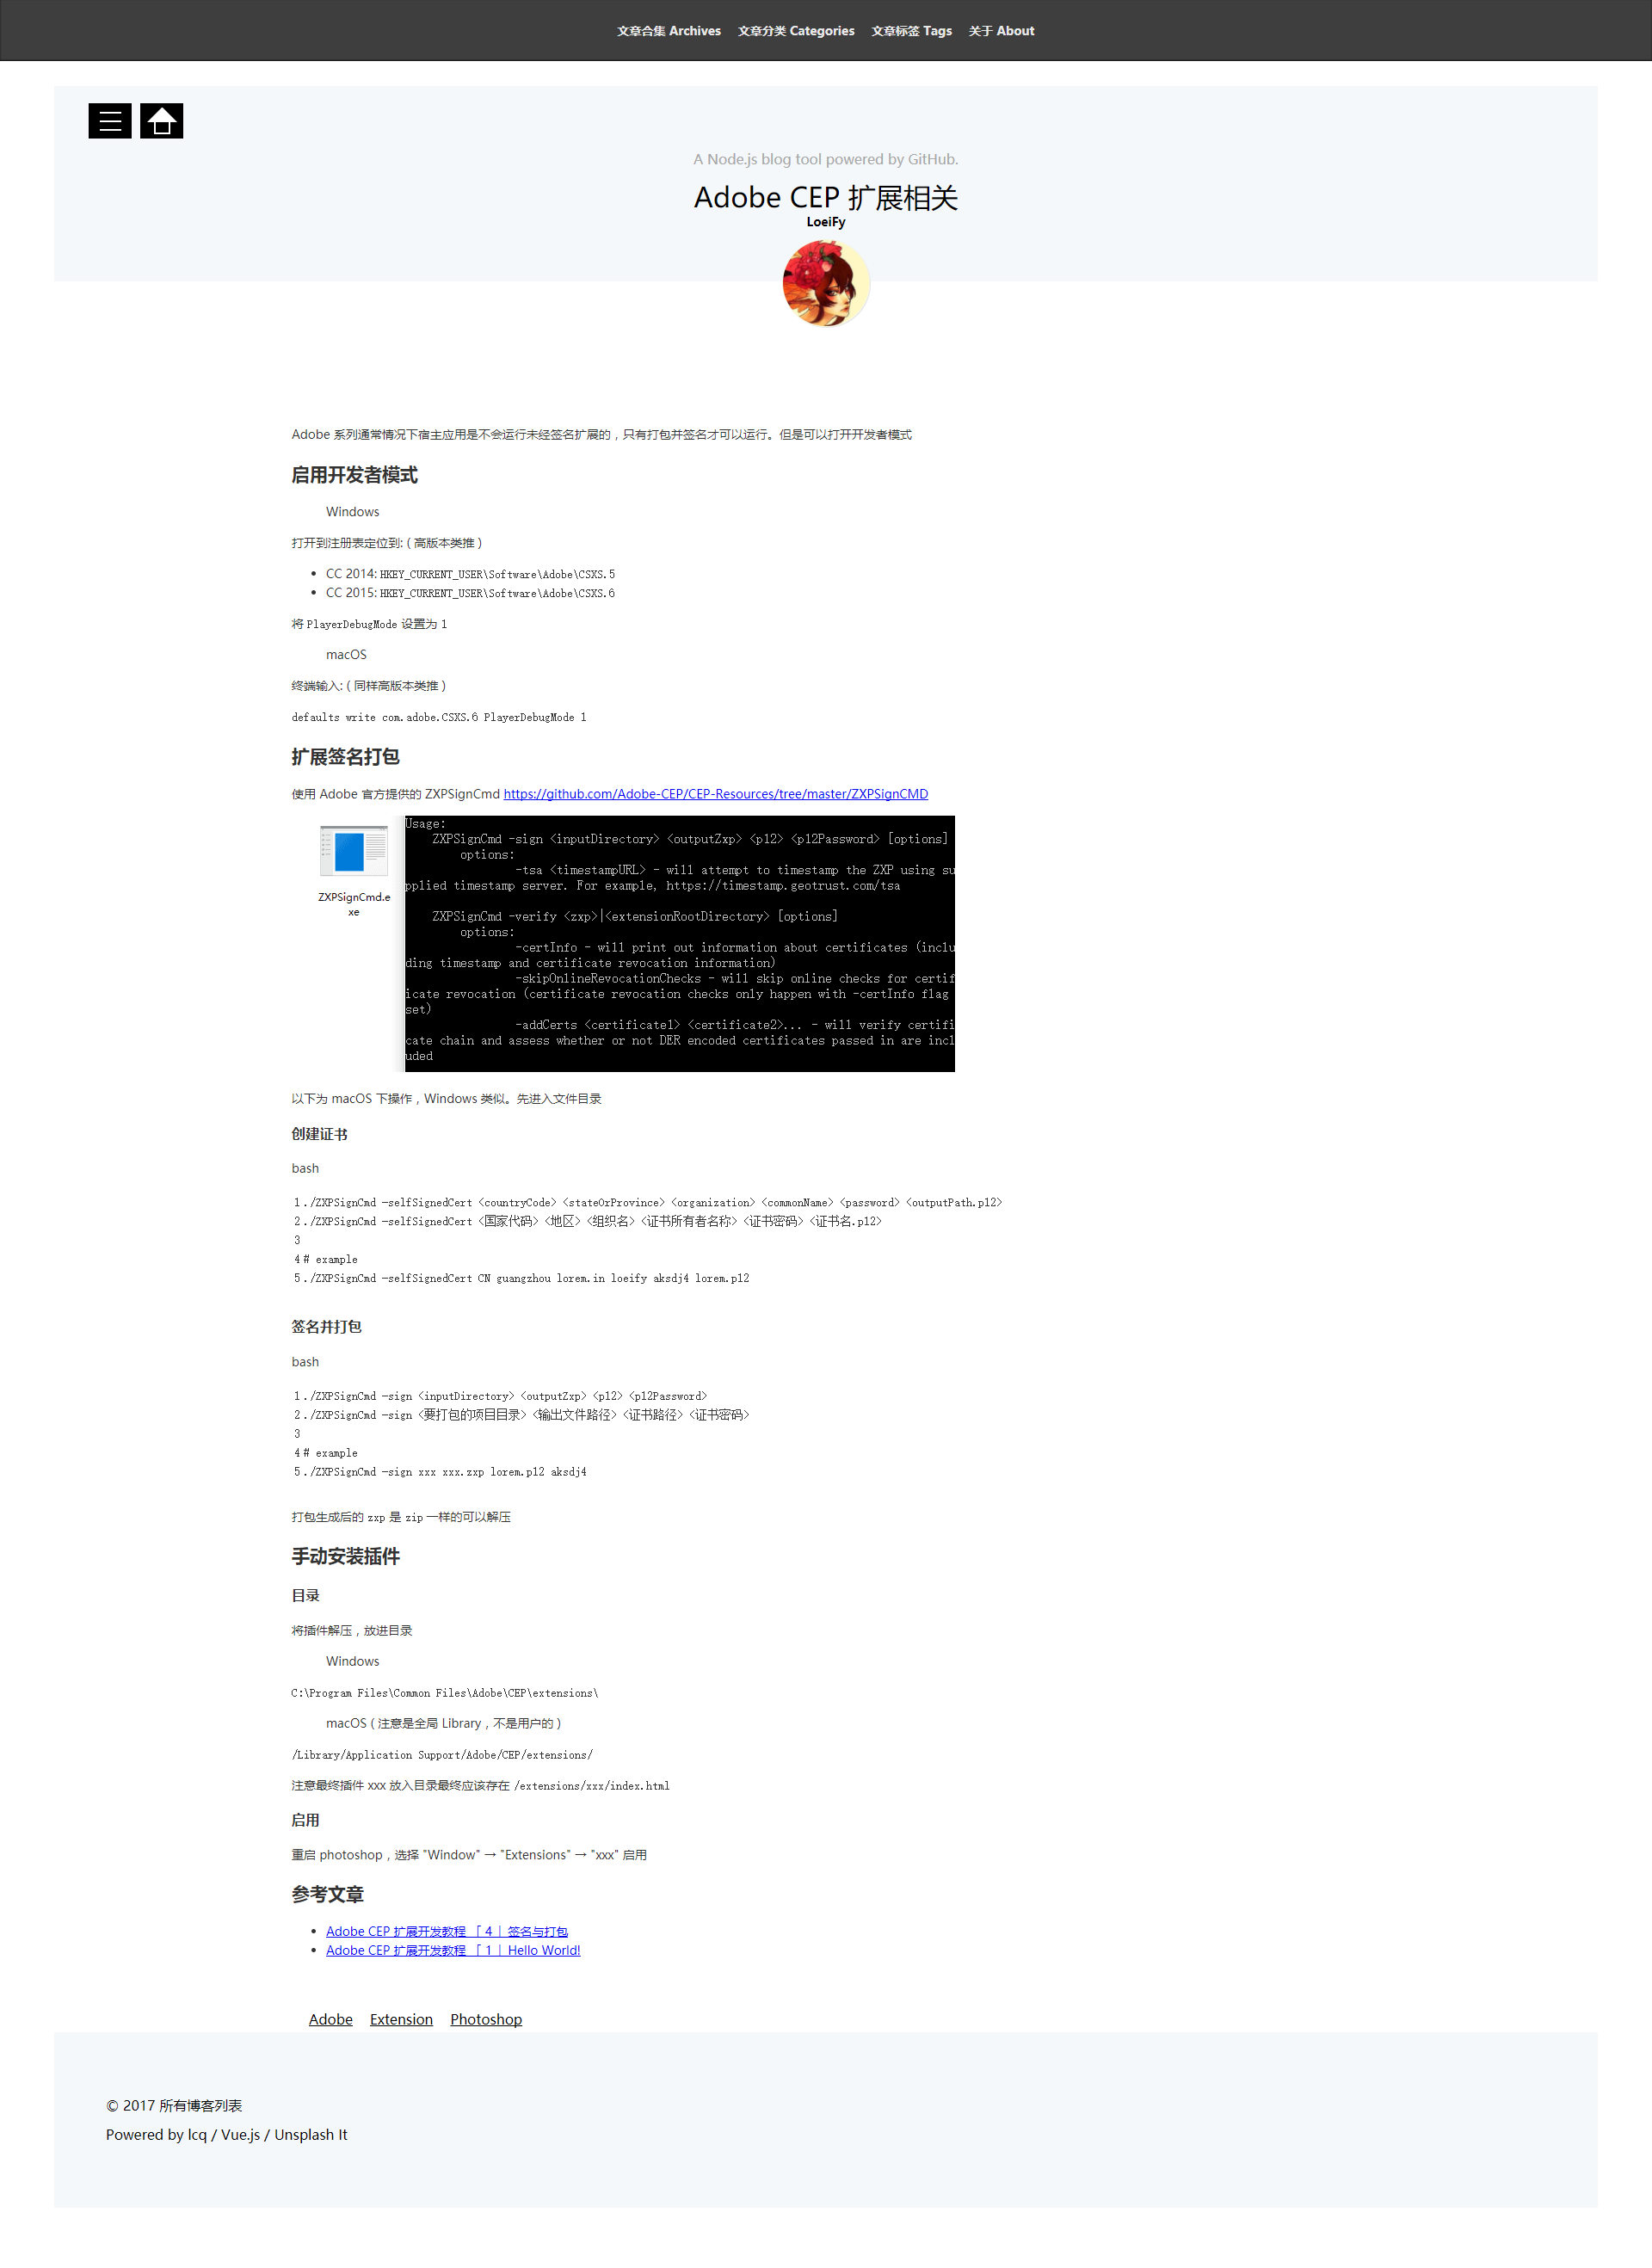 文章合集 Archives 文章分类 Categories 文章标签 Tags 关于 About
A Node.js blog tool powered by GitHub.
Adobe CEP 扩展相关
LoeiFy
Adobe 系列通常情况下宿主应用是不会运行未经签名扩展的，只有打包并签名才可以运行。但是可以打开开发者模式
启用开发者模式
Windows
打开到注册表定位到: ( 高版本类推 )
• CC 2014: HKEY_CURRENT_USER\Software\Adobe\CSXS.5
• CC 2015: HKEY_CURRENT_USER\Software\Adobe\CSXS.6
将 PlayerDebugMode 设置为 1
macOS
终端输入: ( 同样高版本类推 )
defaults write com.adobe.CSXS.6 PlayerDebugMode 1
扩展签名打包
使用 Adobe 官方提供的 ZXPSignCmd https://github.com/Adobe-CEP/CEP-Resources/tree/master/ZXPSignCMD
ZXPSignCmd.e
xe
Usage:
ZXPSignCmd -sign <inputDirectory> <outputZxp> <p12> <p12Password> [options]
options:
-tsa <timestampURL> - will attempt to timestamp the ZXP using su
pplied timestamp server. For example, https://timestamp.geotrust.com/tsa
ZXPSignCmd -verify <zxp>|<extensionRootDirectory> [options]
options:
-certInfo - will print out information about certificates (inclu
ding timestamp and certificate revocation information)
-skipOnlineRevocationChecks - will skip online checks for certif
icate revocation (certificate revocation checks only happen with -certInfo flag
set)
-addCerts <certificate1> <certificate2>... - will verify certifi
cate chain and assess whether or not DER encoded certificates passed in are incl
uded
以下为 macOS 下操作，Windows 类似。先进入文件目录
创建证书
bash
1 ./ZXPSignCmd -selfSignedCert <countryCode> <stateOrProvince> <organization> <commonName> <password> <outputPath.p12>
2 ./ZXPSignCmd -selfSignedCert <国家代码> <地区> <组织名> <证书所有者名称> <证书密码> <证书名.p12>
3
4 # example
5 ./ZXPSignCmd -selfSignedCert CN guangzhou lorem.in loeify aksdj4 lorem.p12
签名并打包
bash
1 ./ZXPSignCmd -sign <inputDirectory> <outputZxp> <p12> <p12Password>
2 ./ZXPSignCmd -sign <要打包的项目目录> <输出文件路径> <证书路径> <证书密码>
3
4 # example
5 ./ZXPSignCmd -sign xxx xxx.zxp lorem.p12 aksdj4
打包生成后的 zxp 是 zip 一样的可以解压
手动安装插件
目录
将插件解压，放进目录
Windows
C:\Program Files\Common Files\Adobe\CEP\extensions\
macOS ( 注意是全局 Library，不是用户的 )
/Library/Application Support/Adobe/CEP/extensions/
注意最终插件 xxx 放入目录最终应该存在 /extensions/xxx/index.html
启用
重启 photoshop，选择 "Window" → "Extensions" → "xxx" 启用
参考文章
• Adobe CEP 扩展开发教程 「 4 」签名与打包
• Adobe CEP 扩展开发教程 「 1 」Hello World!
Adobe Extension Photoshop
© 2017 所有博客列表
Powered by lcq / Vue.js / Unsplash It